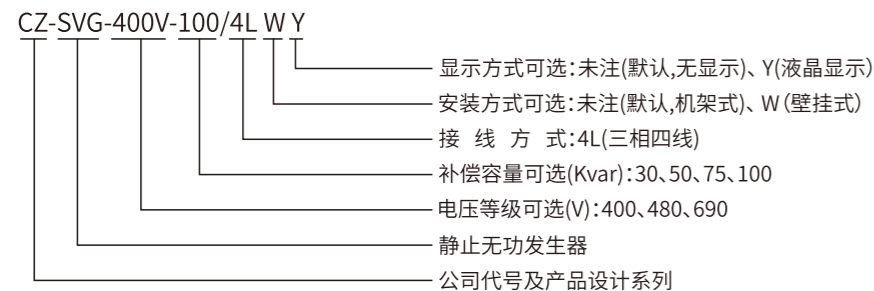 CZ-SVG-400V-100/4L W Y
显示方式可选:未注(默认,无显示)、Y(液晶显示)
安装方式可选:未注(默认,机架式)、W(壁挂式)
接 线 方 式:4L(三相四线)
补偿容量可选(Kvar):30、50、75、100
电压等级可选(V):400、480、690
静止无功发生器
公司代号及产品设计系列